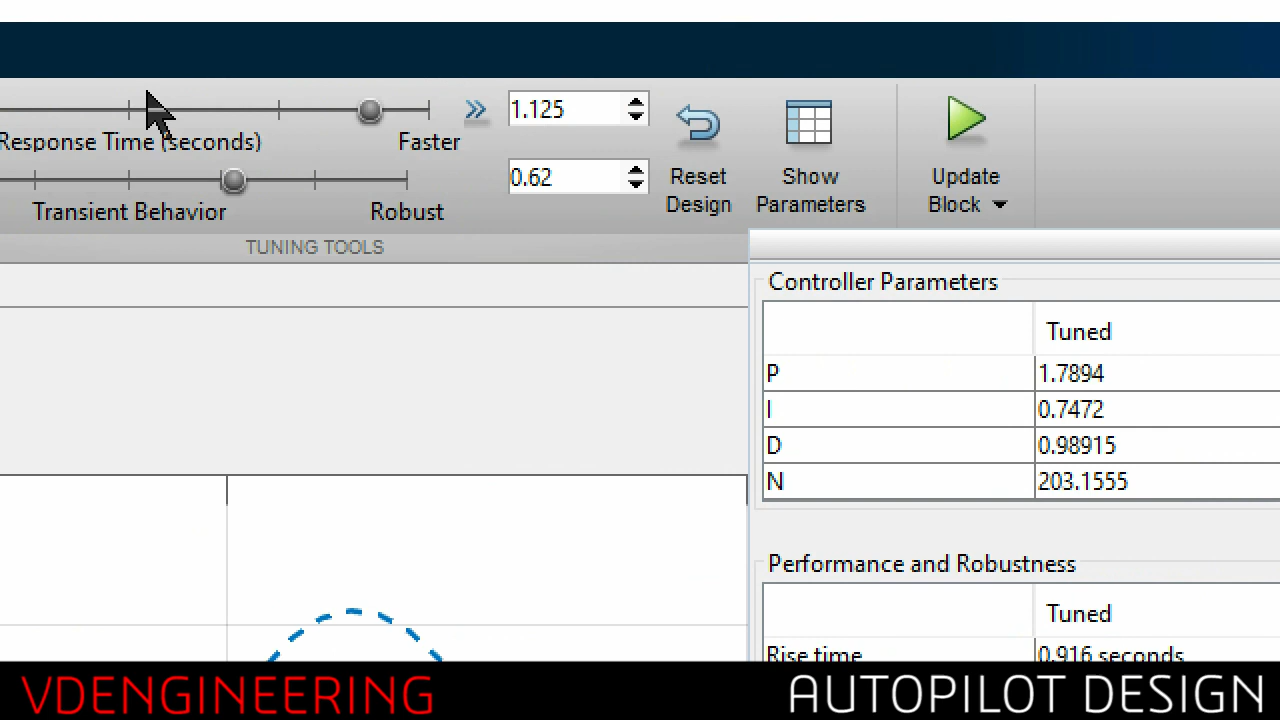 1.125
Response Time (seconds)
Faster
0.62
Transient Behavior
Robust
Reset
Design
Show
Parameters
Update
Block
TUNING TOOLS
Controller Parameters
Tuned
P 1.7894
I 0.7472
D 0.98915
N 203.1555
Performance and Robustness
Tuned
Rise time 0.916 seconds
VDENGINEERING
AUTOPILOT DESIGN